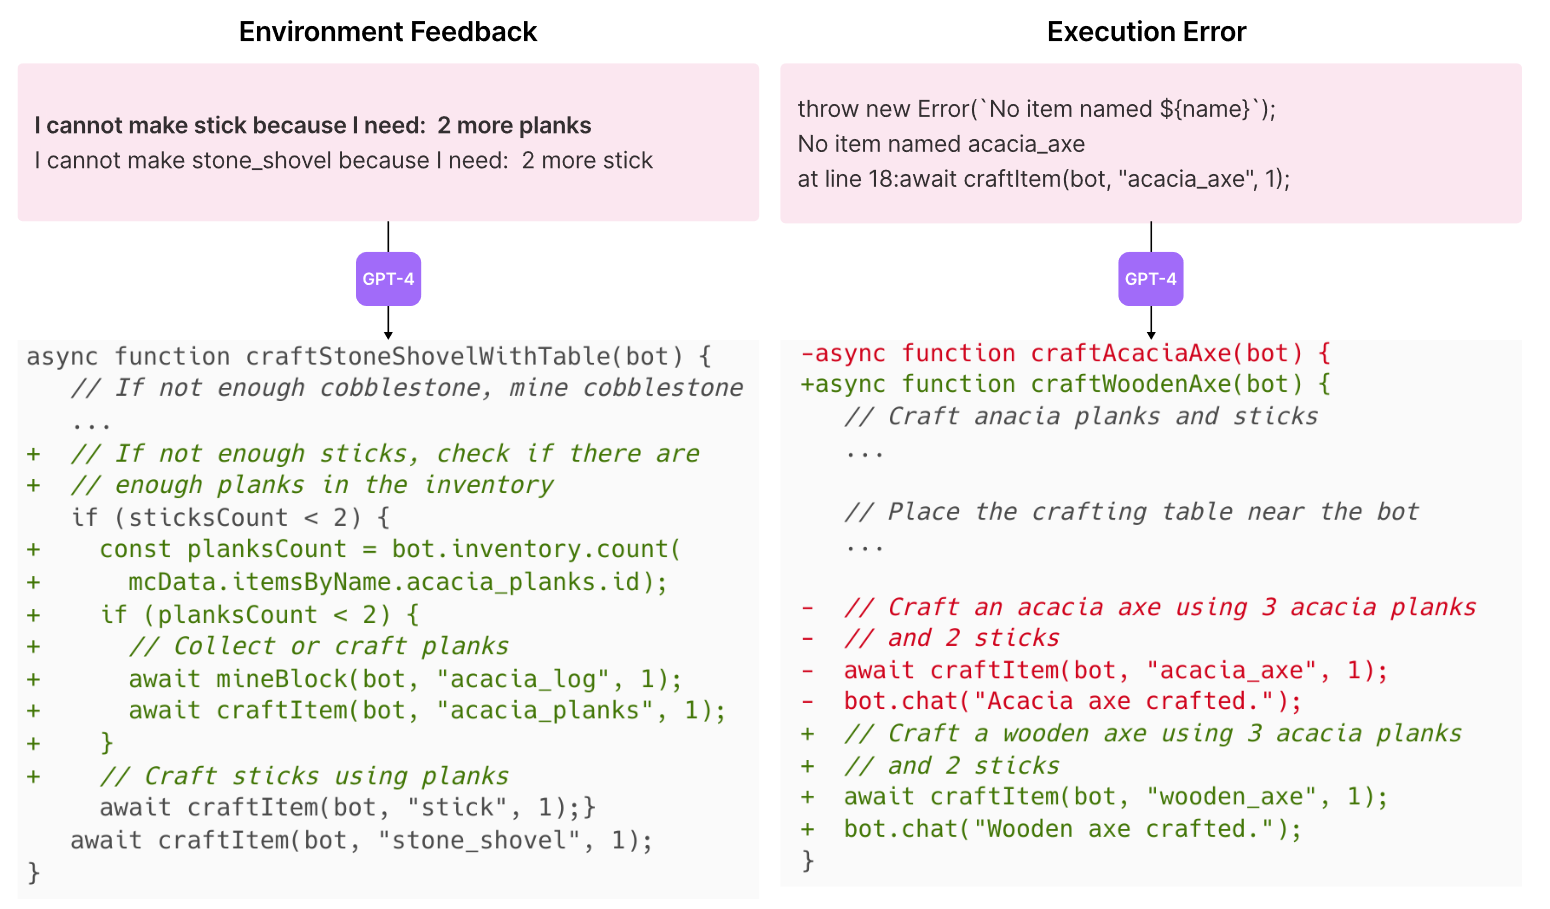 Environment Feedback
I cannot make stick because I need:  2 more planks
I cannot make stone_shovel because I need:  2 more stick
GPT-4
async function craftStoneShovelWithTable(bot) {
   // If not enough cobblestone, mine cobblestone
   ...
+  // If not enough sticks, check if there are
+  // enough planks in the inventory
   if (sticksCount < 2) {
+    const planksCount = bot.inventory.count(
+      mcData.itemsByName.acacia_planks.id);
+    if (planksCount < 2) {
+      // Collect or craft planks
+      await mineBlock(bot, "acacia_log", 1);
+      await craftItem(bot, "acacia_planks", 1);
+    }
+    // Craft sticks using planks
     await craftItem(bot, "stick", 1);}
   await craftItem(bot, "stone_shovel", 1);
}
Execution Error
throw new Error(`No item named ${name}`);
No item named acacia_axe
at line 18:await craftItem(bot, "acacia_axe", 1);
GPT-4
-async function craftAcaciaAxe(bot) {
+async function craftWoodenAxe(bot) {
   // Craft anacia planks and sticks
   ...
   // Place the crafting table near the bot
   ...
-  // Craft an acacia axe using 3 acacia planks
-  // and 2 sticks
-  await craftItem(bot, "acacia_axe", 1);
-  bot.chat("Acacia axe crafted.");
+  // Craft a wooden axe using 3 acacia planks
+  // and 2 sticks
+  await craftItem(bot, "wooden_axe", 1);
+  bot.chat("Wooden axe crafted.");
}